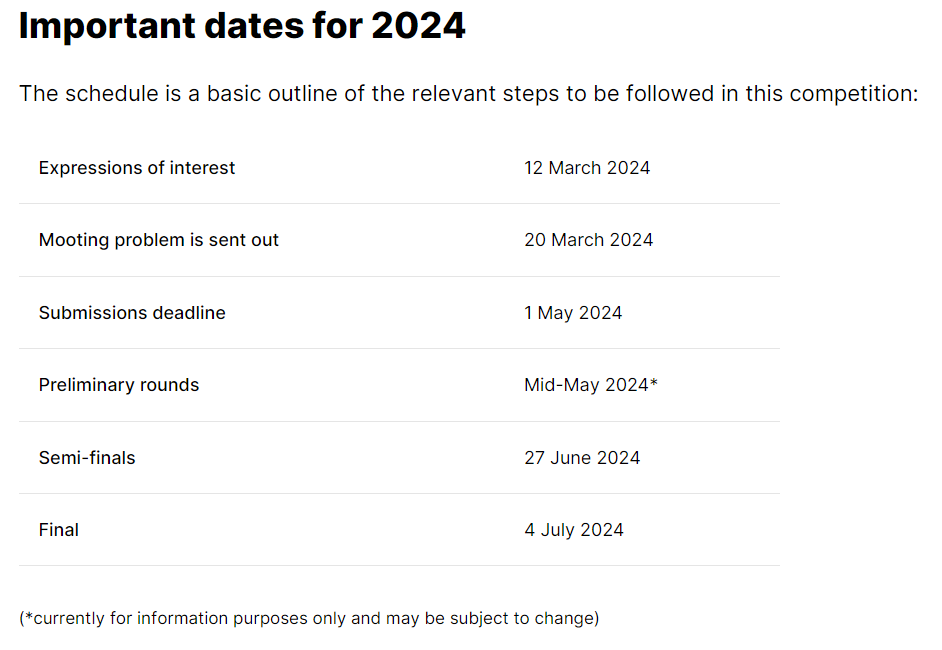 Important dates for 2024
The schedule is a basic outline of the relevant steps to be followed in this competition:
Expressions of interest 12 March 2024
Mooting problem is sent out 20 March 2024
Submissions deadline 1 May 2024
Preliminary rounds Mid-May 2024*
Semi-finals 27 June 2024
Final 4 July 2024
(*currently for information purposes only and may be subject to change)